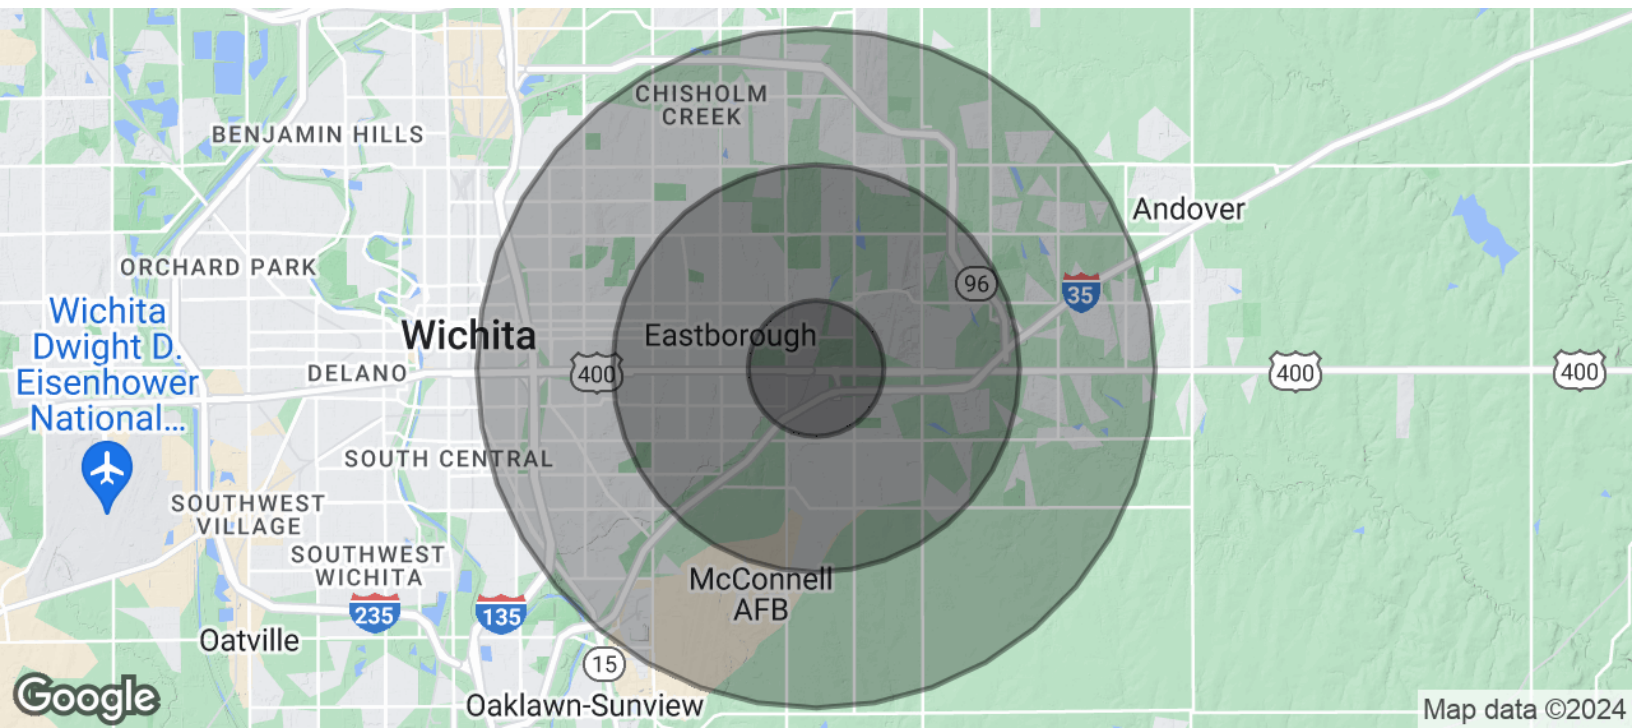 CHISHOLM
CREEK
BENJAMIN HILLS
Andover
ORCHARD PARK
96
35
Wichita
Dwight D.
Eisenhower
National...
Wichita
Eastborough
DELANO
400
400
400
SOUTH CENTRAL
SOUTHWEST
VILLAGE
SOUTHWEST
WICHITA
McConnell
AFB
235
135
Oatville
15
Oaklawn-Sunview
Google
Map data ©2024